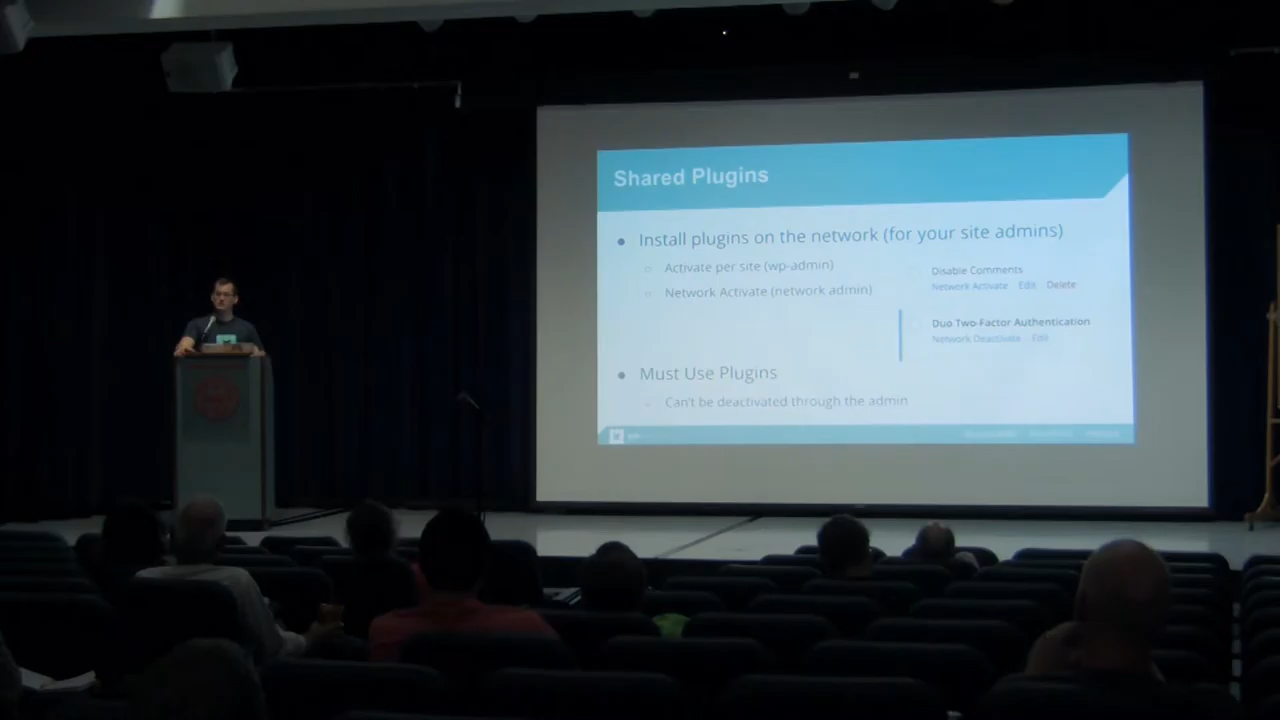 Shared Plugins
Install plugins on the network (for your site admins)
Activate per site (wp-admin)
Network Activate (network admin)
Disable Comments
Network Activate Edit Delete
Duo Two-Factor Authentication
Network Deactivate Edit
Must Use Plugins
Can't be deactivated through the admin